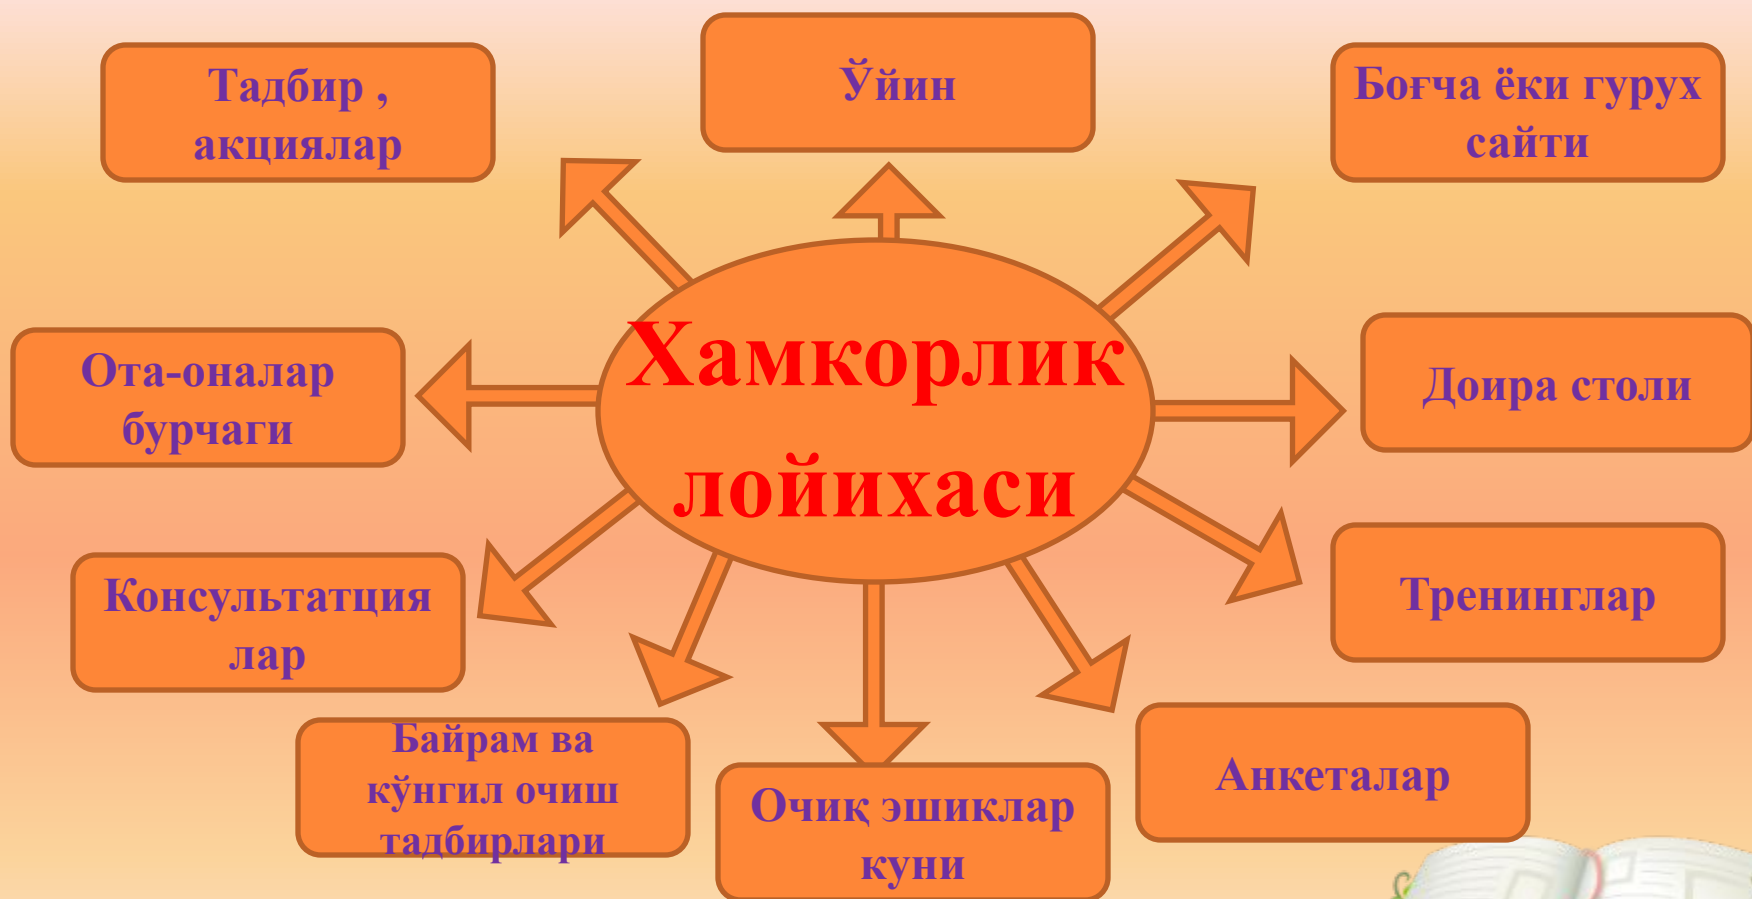 Тадбир ,
акциялар
Ўйин
Боғча ёки гурух
сайти
Ота-оналар
бурчаги
Хамкорлик
лойихаси
Доира столи
Консультатция
лар
Тренинглар
Байрам ва
кўнгил очиш
тадбирлари
Очиқ эшиклар
куни
Анкеталар